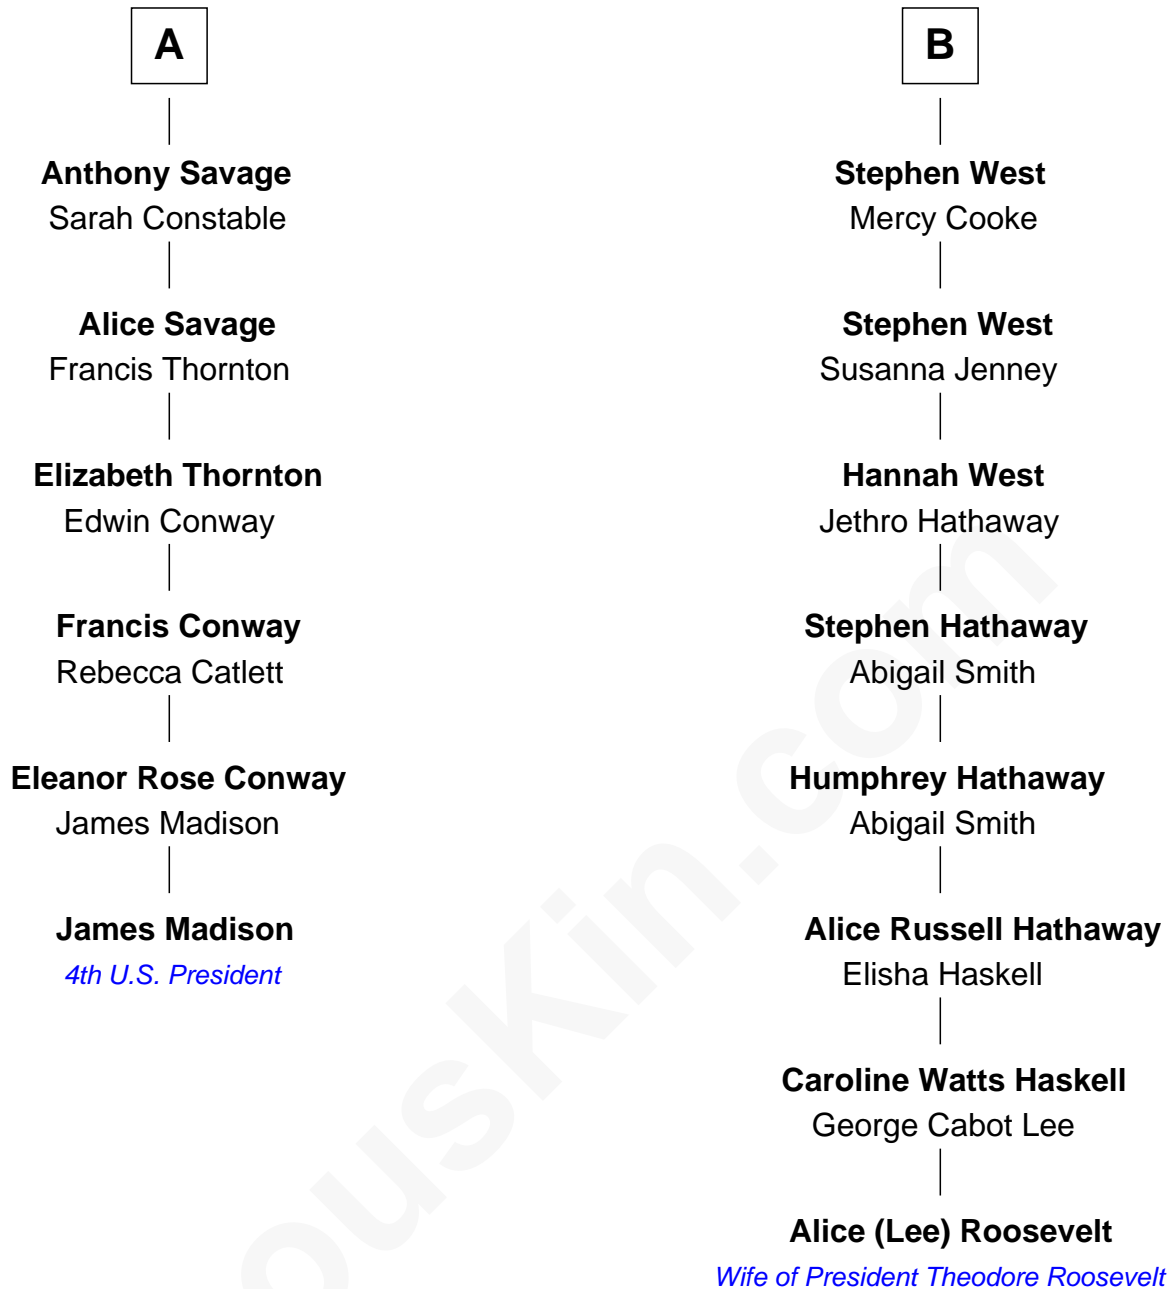 A
Anthony Savage
Sarah Constable
Alice Savage
Francis Thornton
Elizabeth Thornton
Edwin Conway
Francis Conway
Rebecca Catlett
Eleanor Rose Conway
James Madison
James Madison
4th U.S. President
B
Stephen West
Mercy Cooke
Stephen West
Susanna Jenney
Hannah West
Jethro Hathaway
Stephen Hathaway
Abigail Smith
Humphrey Hathaway
Abigail Smith
Alice Russell Hathaway
Elisha Haskell
Caroline Watts Haskell
George Cabot Lee
Alice (Lee) Roosevelt
Wife of President Theodore Roosevelt
ousKin.com